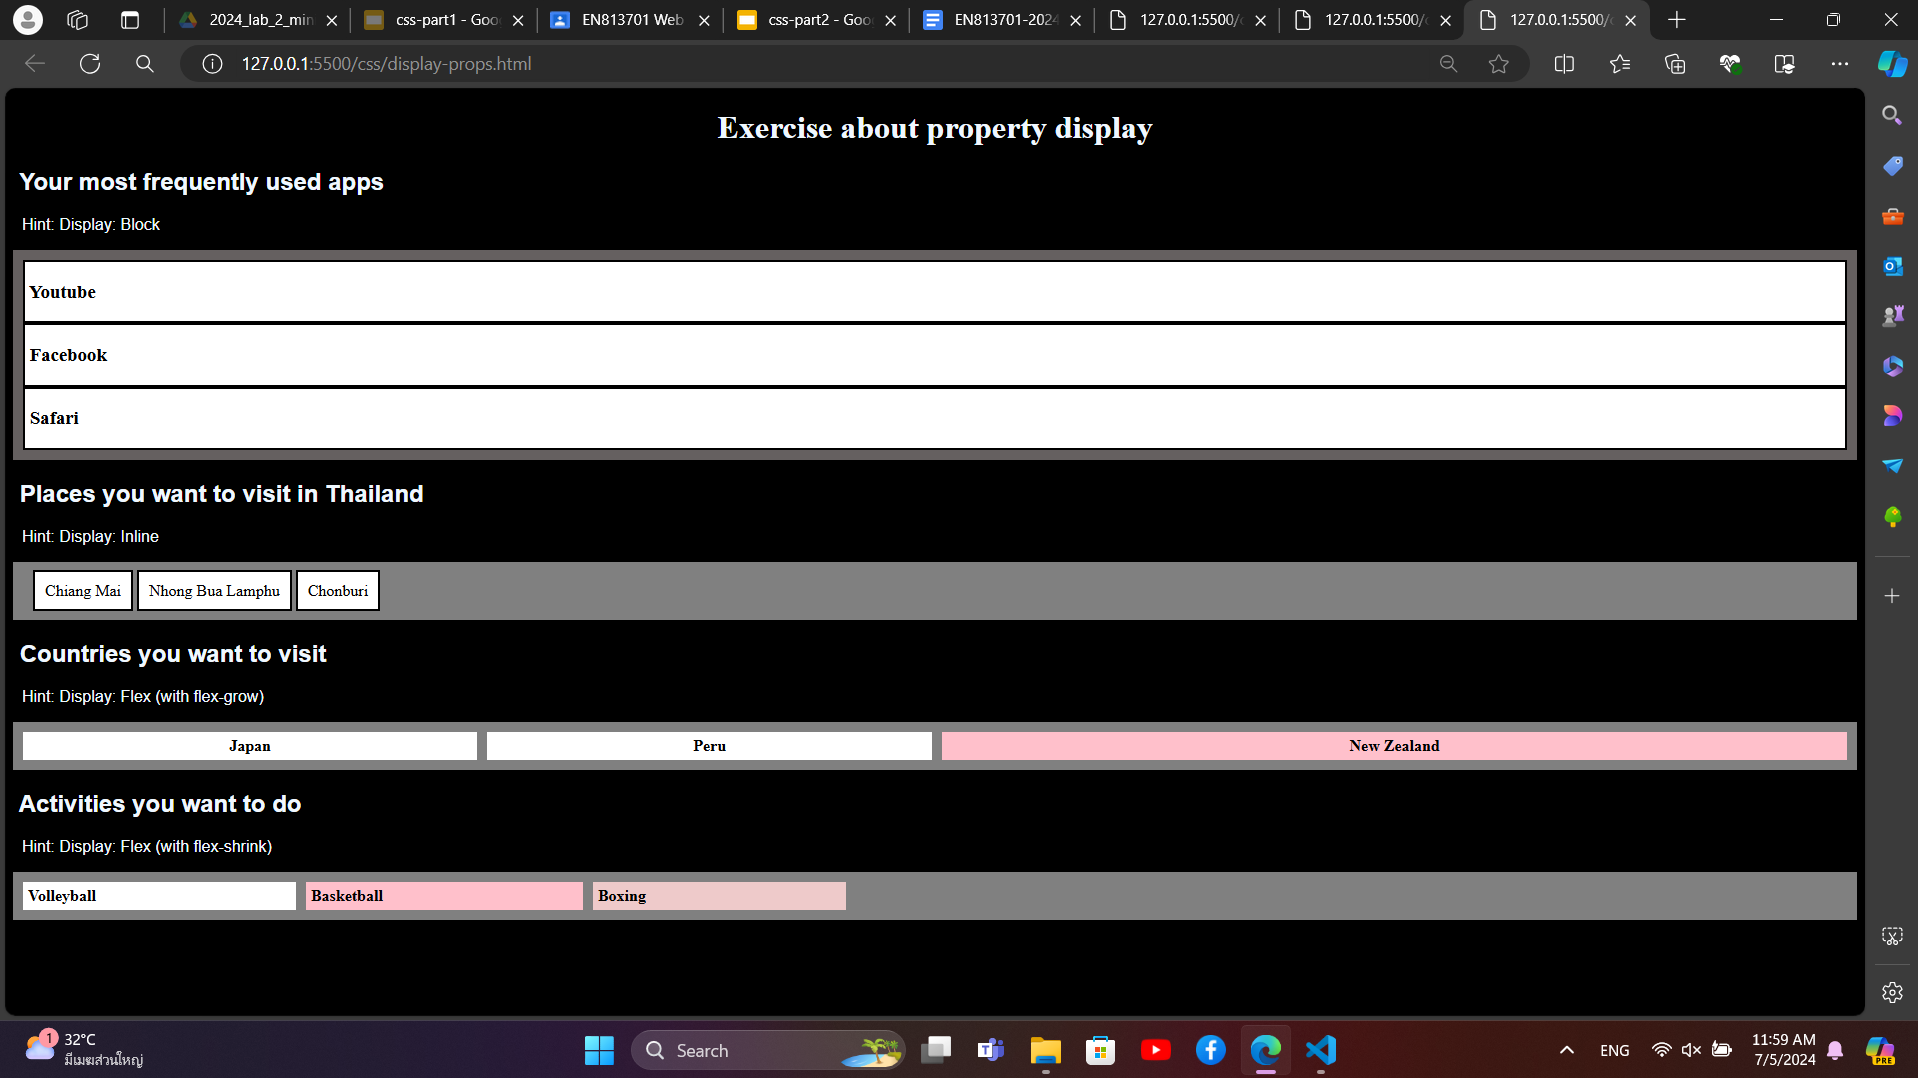 2024_lab_2_min
css-part1 - Goo
EN813701 Web
css-part2 - Goo
EN813701-2024
127.0.0.1:5500/
127.0.0.1:5500/
127.0.0.1:5500/
127.0.0.1:5500/css/display-props.html
Exercise about property display
Your most frequently used apps
Hint: Display: Block
Youtube
Facebook
Safari
Places you want to visit in Thailand
Hint: Display: Inline
Chiang Mai
Nhong Bua Lamphu
Chonburi
Countries you want to visit
Hint: Display: Flex (with flex-grow)
Japan
Peru
New Zealand
Activities you want to do
Hint: Display: Flex (with flex-shrink)
Volleyball
Basketball
Boxing
1
32°C
มีเมฆส่วนใหญ่
Search
ENG
11:59 AM
7/5/2024
PRE